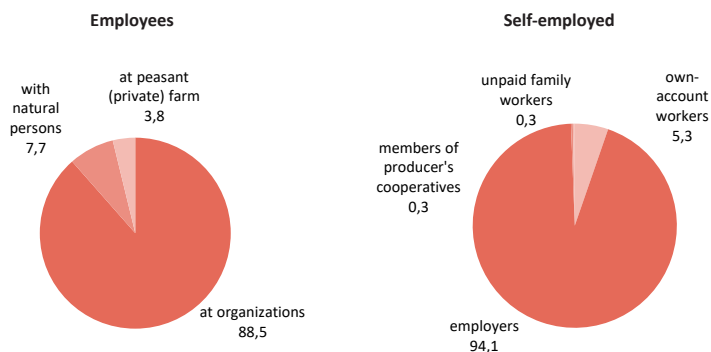 Employees
with
natural
persons
7,7
at peasant
(private) farm
3,8
at organizations
88,5
Self-employed
unpaid family
workers
0,3
own-
account
workers
5,3
members of
producer's
cooperatives
0,3
employers
94,1